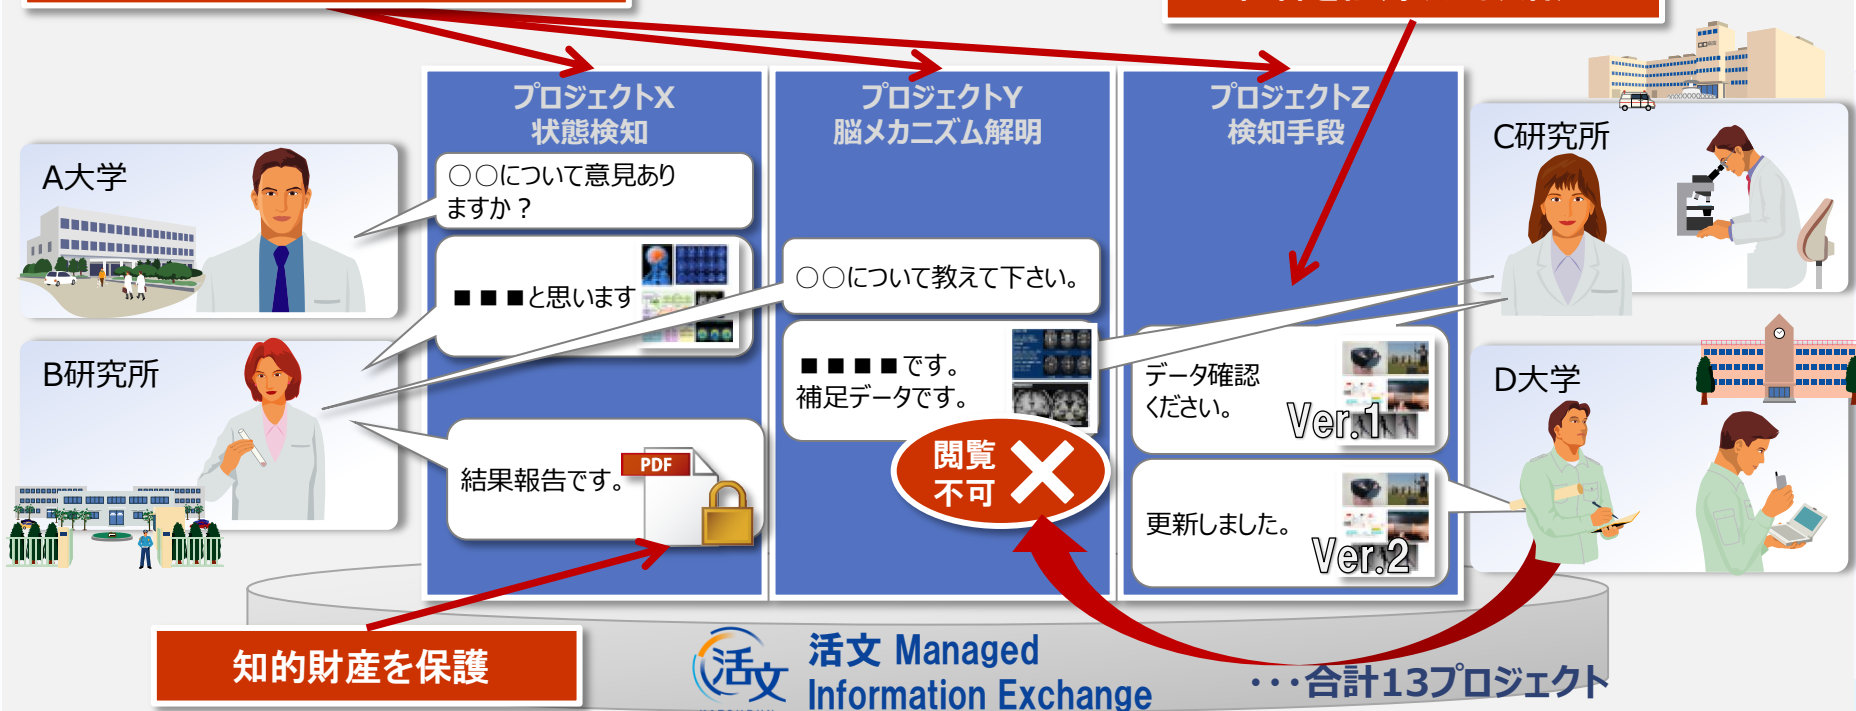 プロジェクトX
状態検知
プロジェクトY
脳メカニズム解明
プロジェクトZ
検知手段
A大学
○○について意見あり
ますか？
■ ■ ■と思います
B研究所
結果報告です。
PDF
○○について教えて下さい。
■ ■ ■ ■です。
補足データです。
閲覧
不可
C研究所
データ確認
ください。
Ver.1
D大学
更新しました。
Ver.2
知的財産を保護
活文
活文 Managed
Information Exchange
・・・合計13プロジェクト